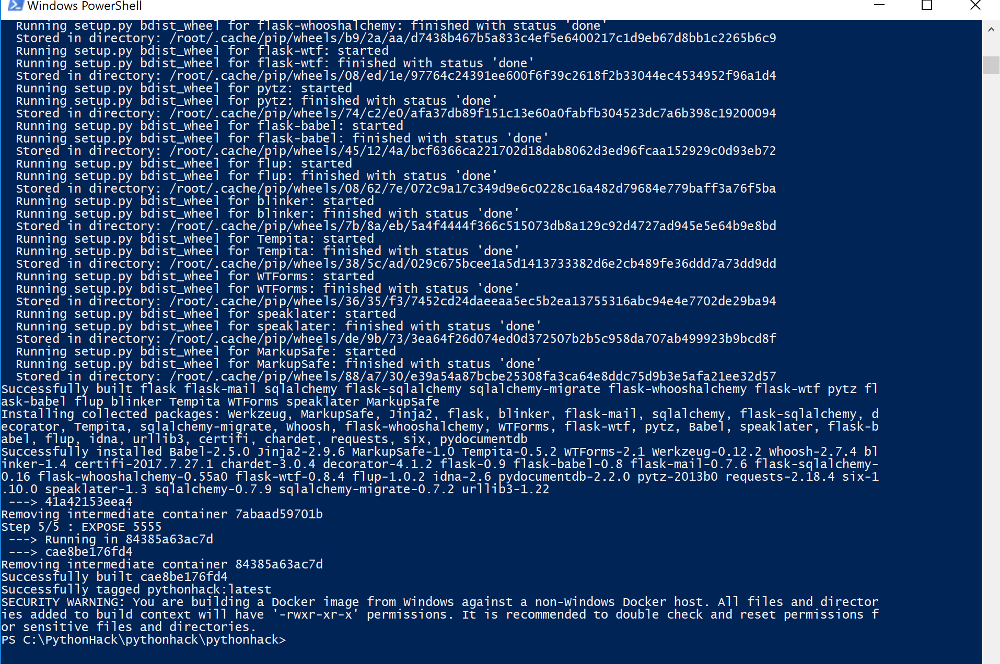 Windows PowerShell
Running setup.py bdist_wheel for flask-whooshalchemy: finished with status 'done'
Stored in directory: /root/.cache/pip/wheels/b9/2a/aa/d7438b467b5a833c4ef5e6400217c1d9eb67d8bb1c2265b6c9
Running setup.py bdist_wheel for flask-wtf: started
Running setup.py bdist_wheel for flask-wtf: finished with status 'done'
Stored in directory: /root/.cache/pip/wheels/08/ed/1e/97764c24391ee600f6f39c2618f2b33044ec4534952f96a1d4
Running setup.py bdist_wheel for pytz: started
Running setup.py bdist_wheel for pytz: finished with status 'done'
Stored in directory: /root/.cache/pip/wheels/74/c2/e0/afa37db89f151c13e60a0fabfb304523dc7a6b398c19200094
Running setup.py bdist_wheel for flask-babel: started
Running setup.py bdist_wheel for flask-babel: finished with status 'done'
Stored in directory: /root/.cache/pip/wheels/45/12/4a/bcf6366ca221702d18dab8062d3ed96fcaa152929c0d93eb72
Running setup.py bdist_wheel for flup: started
Running setup.py bdist_wheel for flup: finished with status 'done'
Stored in directory: /root/.cache/pip/wheels/08/62/7e/072c9a17c349d9e6c0228c16a482d79684e779baff3a76f5ba
Running setup.py bdist_wheel for blinker: started
Running setup.py bdist_wheel for blinker: finished with status 'done'
Stored in directory: /root/.cache/pip/wheels/7b/8a/eb/5a4f4444f366c515073db8a129c92d4727ad945e5e64b9e8bd
Running setup.py bdist_wheel for Tempita: started
Running setup.py bdist_wheel for Tempita: finished with status 'done'
Stored in directory: /root/.cache/pip/wheels/38/5c/ad/029c675bcee1a5d1413733382d6e2cb489fe36ddd7a73dd9dd
Running setup.py bdist_wheel for WTForms: started
Running setup.py bdist_wheel for WTForms: finished with status 'done'
Stored in directory: /root/.cache/pip/wheels/36/35/f3/7452cd24daeeaa5ec5b2ea13755316abc94e4e7702de29ba94
Running setup.py bdist_wheel for speaklater: started
Running setup.py bdist_wheel for speaklater: finished with status 'done'
Stored in directory: /root/.cache/pip/wheels/de/9b/73/3ea64f26d074ed0d372507b2b5c958da707ab499923b9bcd8f
Running setup.py bdist_wheel for MarkupSafe: started
Running setup.py bdist_wheel for MarkupSafe: finished with status 'done'
Stored in directory: /root/.cache/pip/wheels/88/a7/30/e39a54a87bcbe25308fa3ca64e8ddc75d9b3e5afa21ee32d57
Successfully built flask flask-mail sqlalchemy flask-sqlalchemy sqlalchemy-migrate flask-whooshalchemy flask-wtf pytz fl
ask-babel flup blinker Tempita WTForms speaklater MarkupSafe
Installing collected packages: Werkzeug, MarkupSafe, Jinja2, flask, blinker, flask-mail, sqlalchemy, flask-sqlalchemy, d
ecorator, Tempita, sqlalchemy-migrate, Whoosh, flask-whooshalchemy, WTForms, flask-wtf, pytz, Babel, speaklater, flask-b
abel, flup, idna, urllib3, certifi, chardet, requests, six, pydocumentdb
Successfully installed Babel-2.5.0 Jinja2-2.9.6 MarkupSafe-1.0 Tempita-0.5.2 WTForms-2.1 Werkzeug-0.12.2 Whoosh-2.7.4 bl
inker-1.4 certifi-2017.7.27.1 chardet-3.0.4 decorator-4.1.2 flask-0.9 flask-babel-0.8 flask-mail-0.7.6 flask-sqlalchemy-
0.16 flask-whooshalchemy-0.55a0 flask-wtf-0.8.4 flup-1.0.2 idna-2.6 pydocumentdb-2.2.0 pytz-2013b0 requests-2.18.4 six-1
.10.0 speaklater-1.3 sqlalchemy-0.7.9 sqlalchemy-migrate-0.7.2 urllib3-1.22
---> 41a42153eea4
Removing intermediate container 7abaad59701b
Step 5/5 : EXPOSE 5555
---> Running in 84385a63ac7d
---> cae8be176fd4
Removing intermediate container 84385a63ac7d
Successfully built cae8be176fd4
Successfully tagged pythonhack:latest
SECURITY WARNING: You are building a Docker image from Windows against a non-Windows Docker host. All files and director
ies added to build context will have '-rwxr-xr-x' permissions. It is recommended to double check and reset permissions f
or sensitive files and directories.
PS C:\PythonHack\pythonhack\pythonhack>